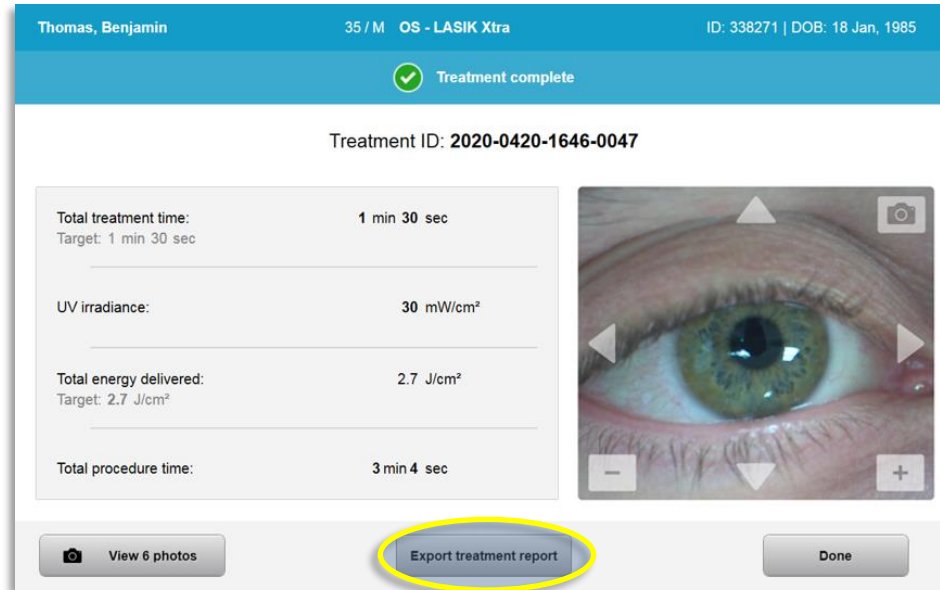 Thomas, Benjamin 35 / M OS - LASIK Xtra ID: 338271 | DOB: 18 Jan, 1985
Treatment complete
Treatment ID: 2020-0420-1646-0047
Total treatment time: 1 min 30 sec
Target: 1 min 30 sec
UV irradiance: 30 mW/cm²
Total energy delivered: 2.7 J/cm²
Target: 2.7 J/cm²
Total procedure time: 3 min 4 sec
View 6 photos Export treatment report Done